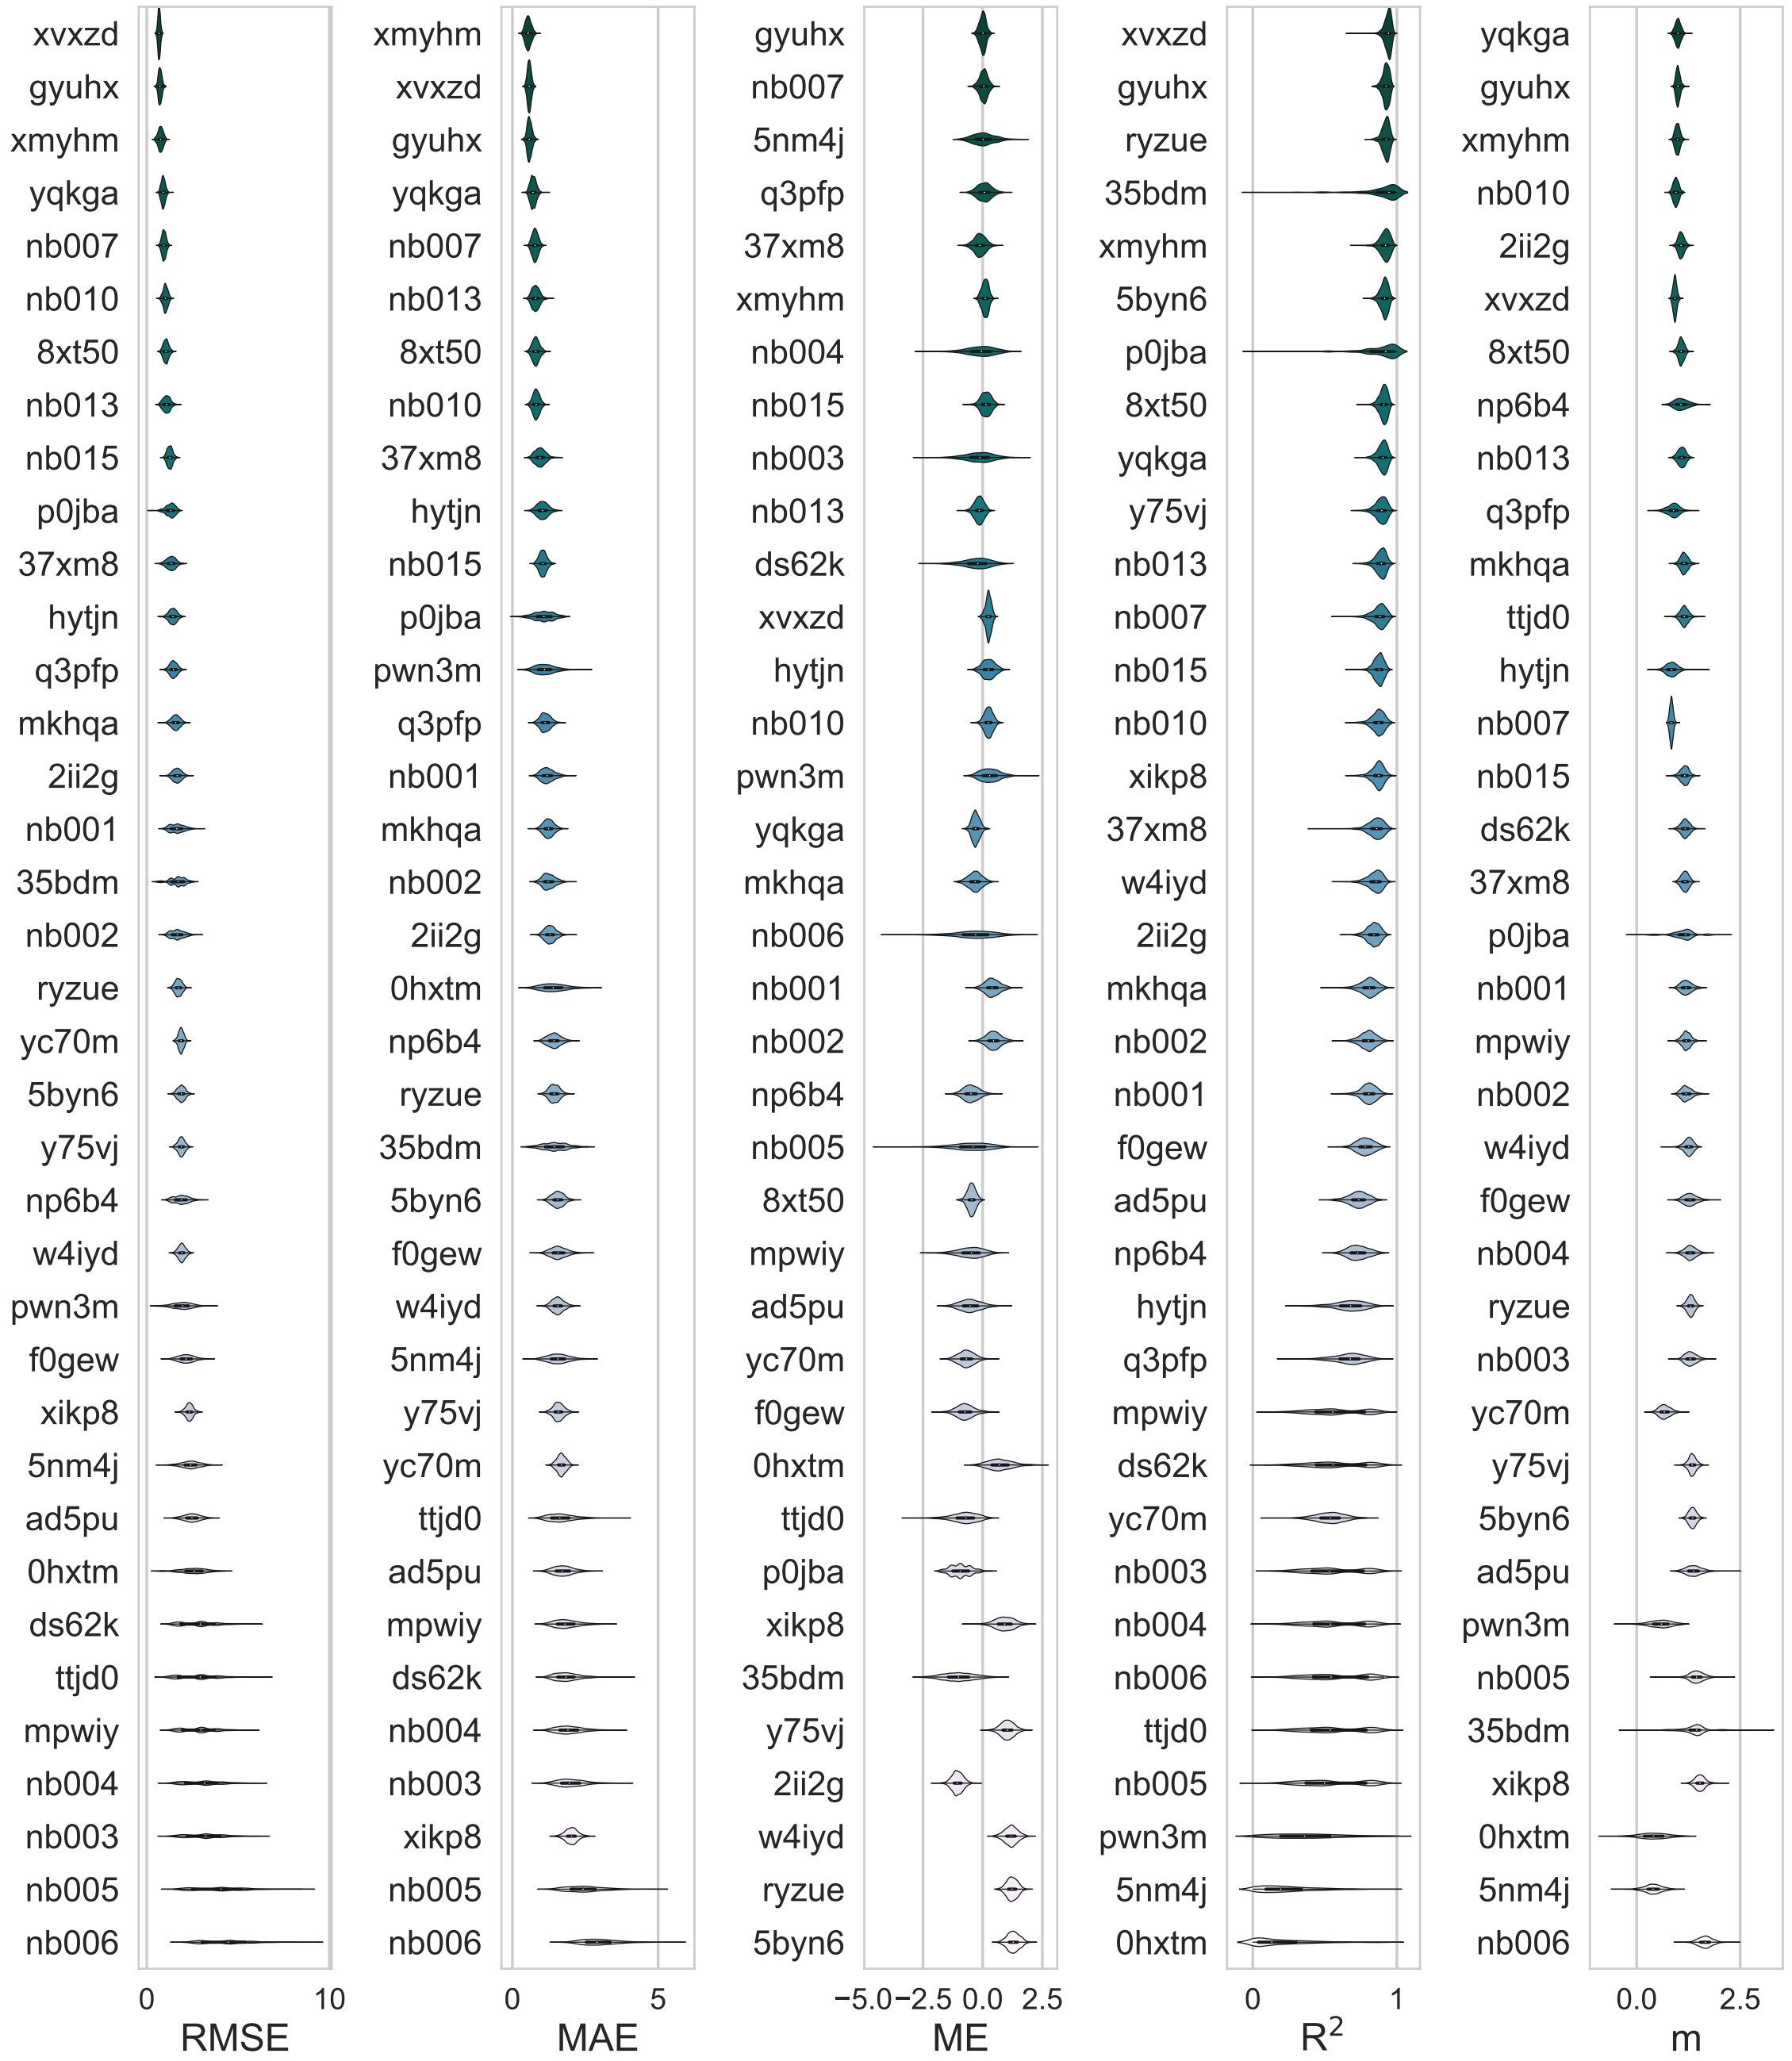 xvxzd xmyhm gyuhx xvxzd yqkga
gyuhx xvxzd nb007 gyuhx gyuhx
xmyhm gyuhx 5nm4j ryzue xmyhm
yqkga yqkga q3pfp 35bdm nb010
nb007 nb007 37xm8 xmyhm 2ii2g
nb010 nb013 xmyhm 5byn6 xvxzd
8xt50 8xt50 nb004 p0jba 8xt50
nb013 nb010 nb015 8xt50 np6b4
nb015 37xm8 nb003 yqkga nb013
p0jba hytjn nb013 y75vj q3pfp
37xm8 nb015 ds62k nb013 mkhqa
hytjn p0jba xvxzd nb007 ttjd0
q3pfp pwn3m hytjn nb015 hytjn
mkhqa q3pfp nb010 nb010 nb007
2ii2g nb001 pwn3m xikp8 nb015
nb001 mkhqa yqkga 37xm8 ds62k
35bdm nb002 mkhqa w4iyd 37xm8
nb002 2ii2g nb006 2ii2g p0jba
ryzue 0hxtm nb001 mkhqa nb001
yc70m np6b4 nb002 nb002 mpwiy
5byn6 ryzue np6b4 nb001 nb002
y75vj 35bdm nb005 f0gew w4iyd
np6b4 5byn6 8xt50 ad5pu f0gew
w4iyd f0gew mpwiy np6b4 nb004
pwn3m w4iyd ad5pu hytjn ryzue
f0gew 5nm4j yc70m q3pfp nb003
xikp8 y75vj f0gew mpwiy yc70m
5nm4j yc70m 0hxtm ds62k y75vj
ad5pu ttjd0 ttjd0 yc70m 5byn6
0hxtm ad5pu p0jba nb003 ad5pu
ds62k mpwiy xikp8 nb004 pwn3m
ttjd0 ds62k 35bdm nb006 nb005
mpwiy nb004 y75vj ttjd0 35bdm
nb004 nb003 2ii2g nb005 xikp8
nb003 xikp8 w4iyd pwn3m 0hxtm
nb005 nb005 ryzue 5nm4j 5nm4j
nb006 nb006 5byn6 0hxtm nb006
0 10 0 5 −5.0 −2.5 0.0 2.5 0 1 0.0 2.5
RMSE MAE ME R² m